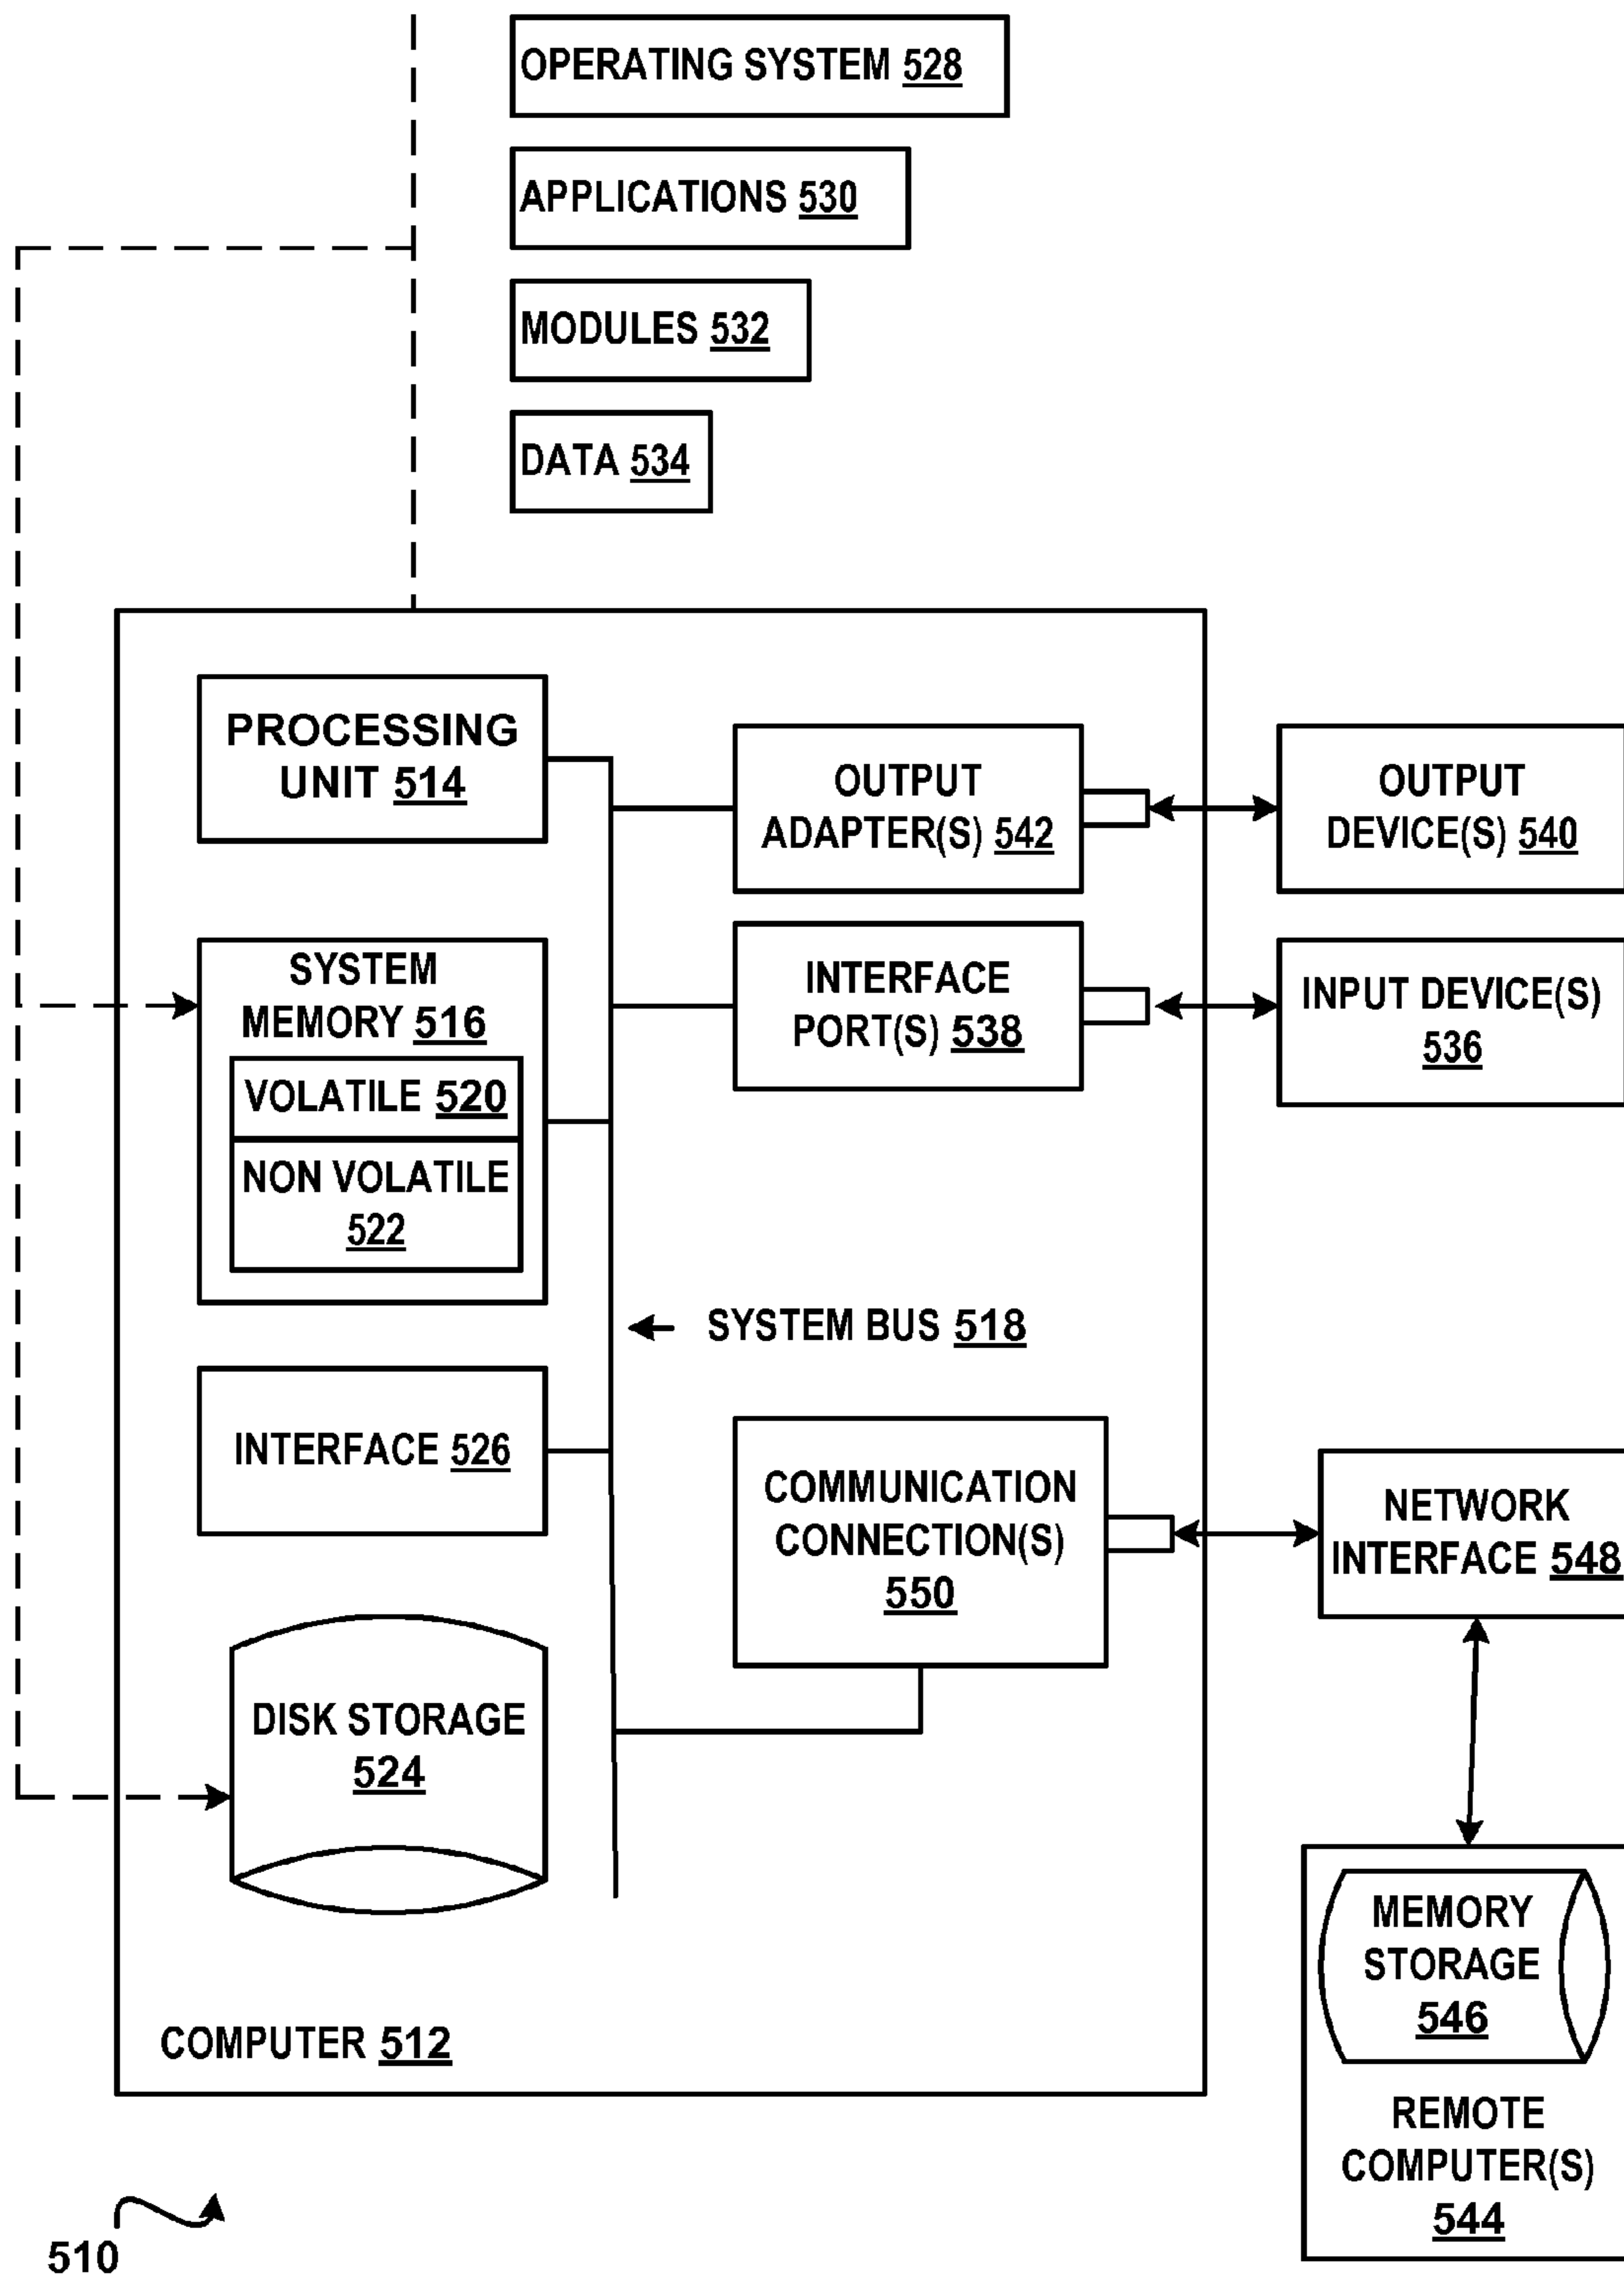 OPERATING SYSTEM 528
APPLICATIONS 530
MODULES 532
DATA 534
PROCESSING
UNIT 514
OUTPUT
ADAPTER(S) 542
OUTPUT
DEVICE(S) 540
SYSTEM
MEMORY 516
VOLATILE 520
NON VOLATILE
522
INTERFACE
PORT(S) 538
INPUT DEVICE(S)
536
SYSTEM BUS 518
INTERFACE 526
COMMUNICATION
CONNECTION(S)
550
NETWORK
INTERFACE 548
DISK STORAGE
524
MEMORY
STORAGE
546
REMOTE
COMPUTER(S)
544
COMPUTER 512
510